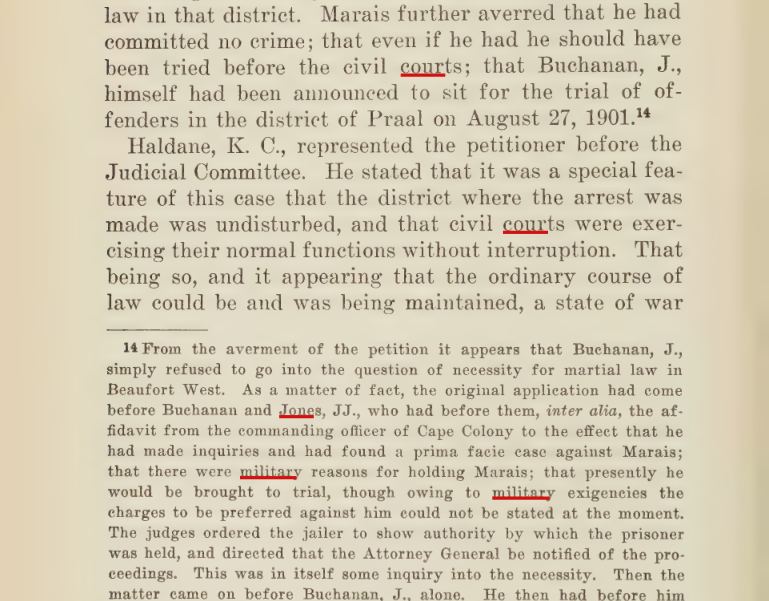 law in that district. Marais further averred that he had
committed no crime; that even if he had he should have
been tried before the civil courts; that Buchanan, J.,
himself had been announced to sit for the trial of of-
fenders in the district of Praal on August 27, 1901.14
Haldane, K. C., represented the petitioner before the
Judicial Committee. He stated that it was a special fea-
ture of this case that the district where the arrest was
made was undisturbed, and that civil courts were exer-
cising their normal functions without interruption. That
being so, and it appearing that the ordinary course of
law could be and was being maintained, a state of war
14 From the averment of the petition it appears that Buchanan, J.,
simply refused to go into the question of necessity for martial law in
Beaufort West. As a matter of fact, the original application had come
before Buchanan and Jones, JJ., who had before them, inter alia, the af-
fidavit from the commanding officer of Cape Colony to the effect that he
had made inquiries and had found a prima facie case against Marais;
that there were military reasons for holding Marais; that presently he
would be brought to trial, though owing to military exigencies the
charges to be preferred against him could not be stated at the moment.
The judges ordered the jailer to show authority by which the prisoner
was held, and directed that the Attorney General be notified of the pro-
ceedings. This was in itself some inquiry into the necessity. Then the
matter came on before Buchanan, J., alone. He then had before him